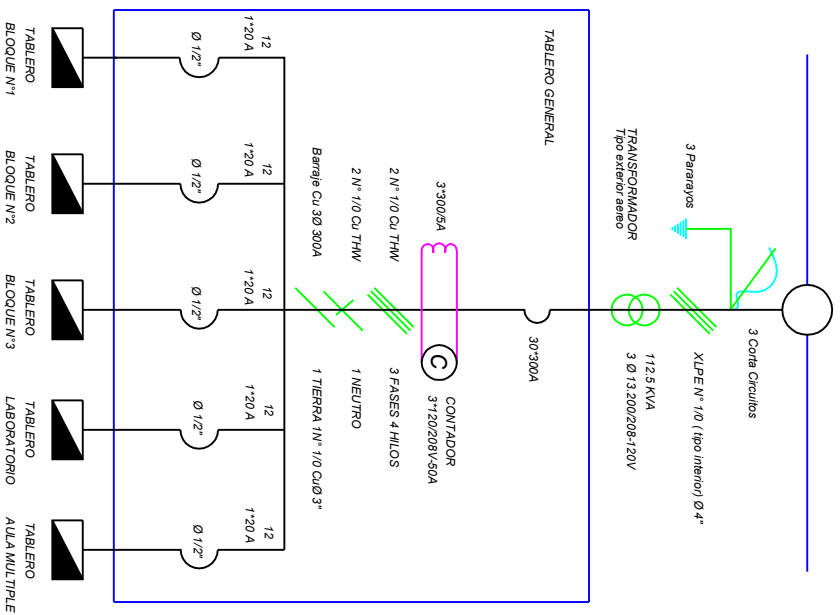 3 Corta Circuitos
3 Pararayos
XLPE N° 1/0 ( tipo interior) Ø 4"
TRANSFORMADOR
Tipo exterior aereo
112.5 KVA
3 Ø 13.200/208-120V
TABLERO GENERAL
30*300A
3*300/5A
C
CONTADOR
3*120/208V-50A
2 N° 1/0 Cu THW
3 FASES 4 HILOS
2 N° 1/0 Cu THW
1 NEUTRO
Barraje Cu 3Ø 300A
1 TIERRA 1N° 1/0 CuØ 3"
12
1*20 A
Ø 1/2"
TABLERO
BLOQUE N°1
12
1*20 A
Ø 1/2"
TABLERO
BLOQUE N°2
12
1*20 A
Ø 1/2"
TABLERO
BLOQUE N°3
12
1*20 A
Ø 1/2"
TABLERO
LABORATORIO
12
1*20 A
Ø 1/2"
TABLERO
AULA MULTIPLE